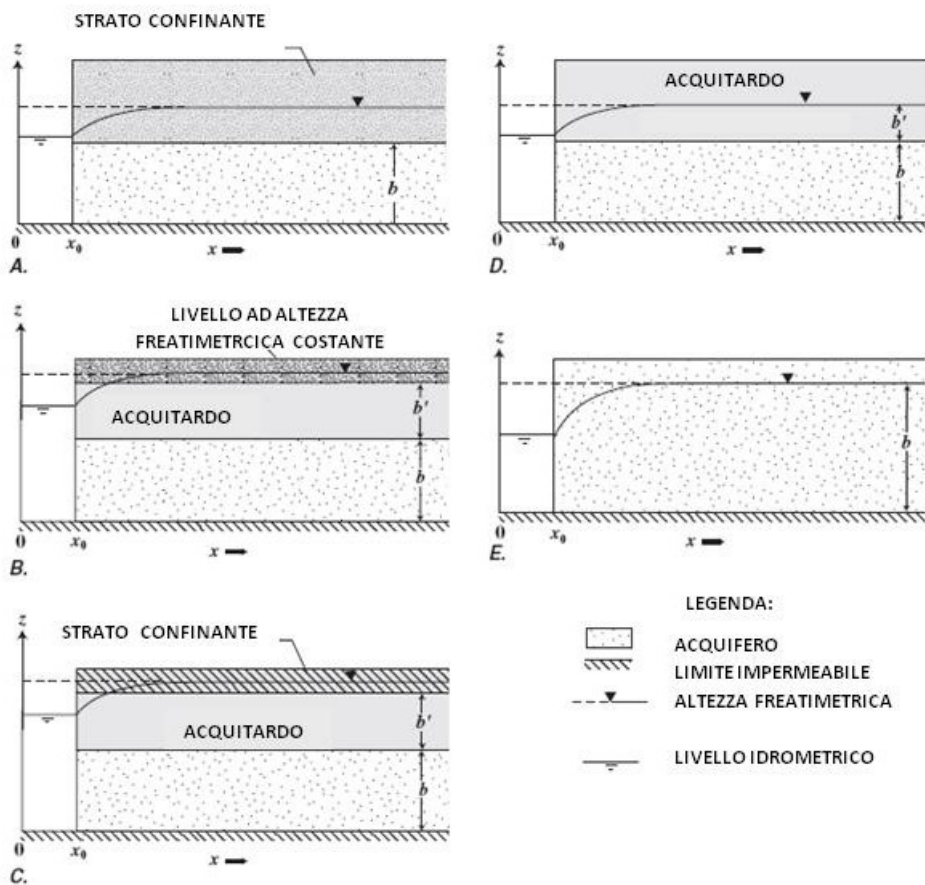 STRATO CONFINANTE
z
b
0
x₀
x
A.
LIVELLO AD ALTEZZA
FREATIMETRCICA COSTANTE
z
ACQUITARDO
b'
b
0
x₀
x
B.
STRATO CONFINANTE
z
ACQUITARDO
b'
b
0
x₀
x
C.
z
ACQUITARDO
b'
b
0
x₀
x
D.
z
b
0
x₀
x
E.
LEGENDA:
ACQUIFERO
LIMITE IMPERMEABILE
ALTEZZA FREATIMETRICA
LIVELLO IDROMETRICO